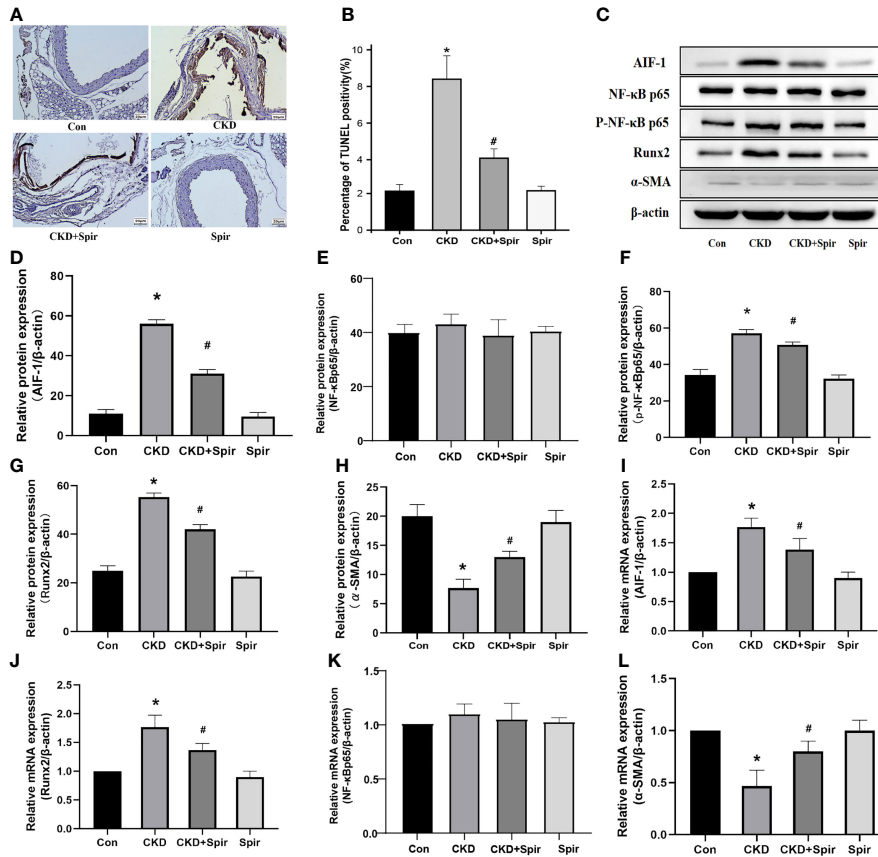 A
Con
CKD
CKD+Spir
Spir
B
Percentage of TUNEL positivity(%)
10
8
6
4
2
0
*
#
Con
CKD
CKD+Spir
Spir
C
AIF-1
NF-κB p65
P-NF-κB p65
Runx2
α-SMA
β-actin
Con
CKD
CKD+Spir
Spir
D
Relative protein expression
(AIF-1/β-actin)
80
60
40
20
0
*
#
Con
CKD
CKD+Spir
Spir
E
Relative protein expression
(NF-κBp65/β-actin)
60
40
20
0
Con
CKD
CKD+Spir
Spir
F
Relative protein expression
(p-NF-κBp65/β-actin)
80
60
40
20
0
*
#
Con
CKD
CKD+Spir
Spir
G
Relative protein expression
(Runx2/β-actin)
60
40
20
0
*
#
Con
CKD
CKD+Spir
Spir
H
Relative protein expression
(α-SMA/β-actin)
25
20
15
10
5
0
*
#
Con
CKD
CKD+Spir
Spir
I
Relative mRNA expression
(AIF-1/β-actin)
2.5
2.0
1.5
1.0
0.5
0.0
*
#
Con
CKD
CKD+Spir
Spir
J
Relative mRNA expression
(Runx2/β-actin)
2.5
2.0
1.5
1.0
0.5
0.0
*
#
Con
CKD
CKD+Spir
Spir
K
Relative mRNA expression
(NF-κBp65/β-actin)
1.5
1.0
0.5
0.0
Con
CKD
CKD+Spir
Spir
L
Relative mRNA expression
(α-SMA/β-actin)
1.5
1.0
0.5
0.0
*
#
Con
CKD
CKD+Spir
Spir